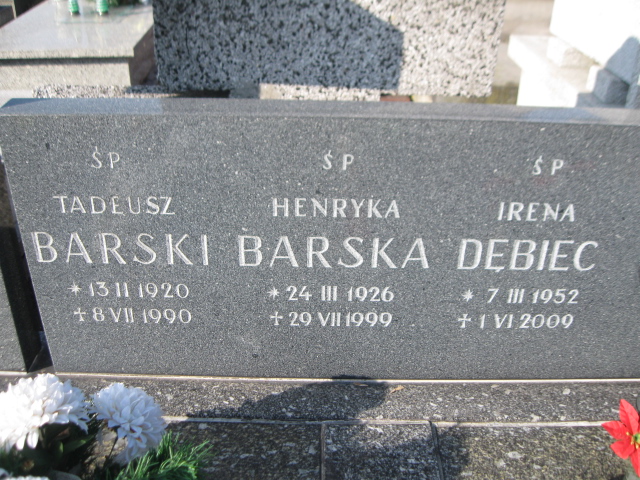 ŚP
TADEUSZ
BARSKI
* 13 II 1920
✝ 8 VII 1990
ŚP
HENRYKA
BARSKA
* 24 III 1926
✝ 29 VII 1999
ŚP
IRENA
DĘBIEC
* 7 III 1952
✝ 1 VI 2009